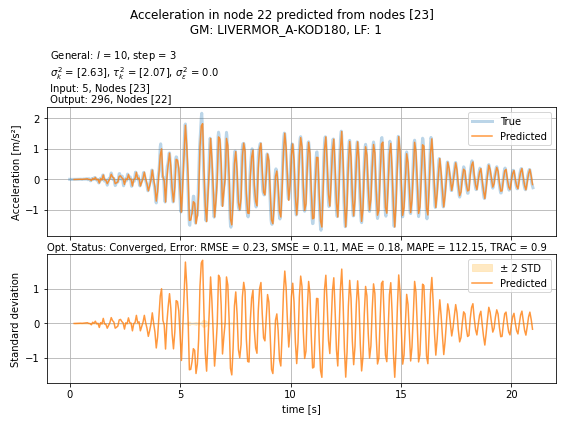 Acceleration in node 22 predicted from nodes [23]
GM: LIVERMOR_A-KOD180, LF: 1
General: l = 10, step = 3
σ²ₖ = [2.63], τ²ₖ = [2.07], σ²ε = 0.0
Input: 5, Nodes [23]
Output: 296, Nodes [22]
Acceleration [m/s²]
2
1
0
−1
True
Predicted
Opt. Status: Converged, Error: RMSE = 0.23, SMSE = 0.11, MAE = 0.18, MAPE = 112.15, TRAC = 0.9
Standard deviation
1
0
−1
± 2 STD
Predicted
0 5 10 15 20
time [s]